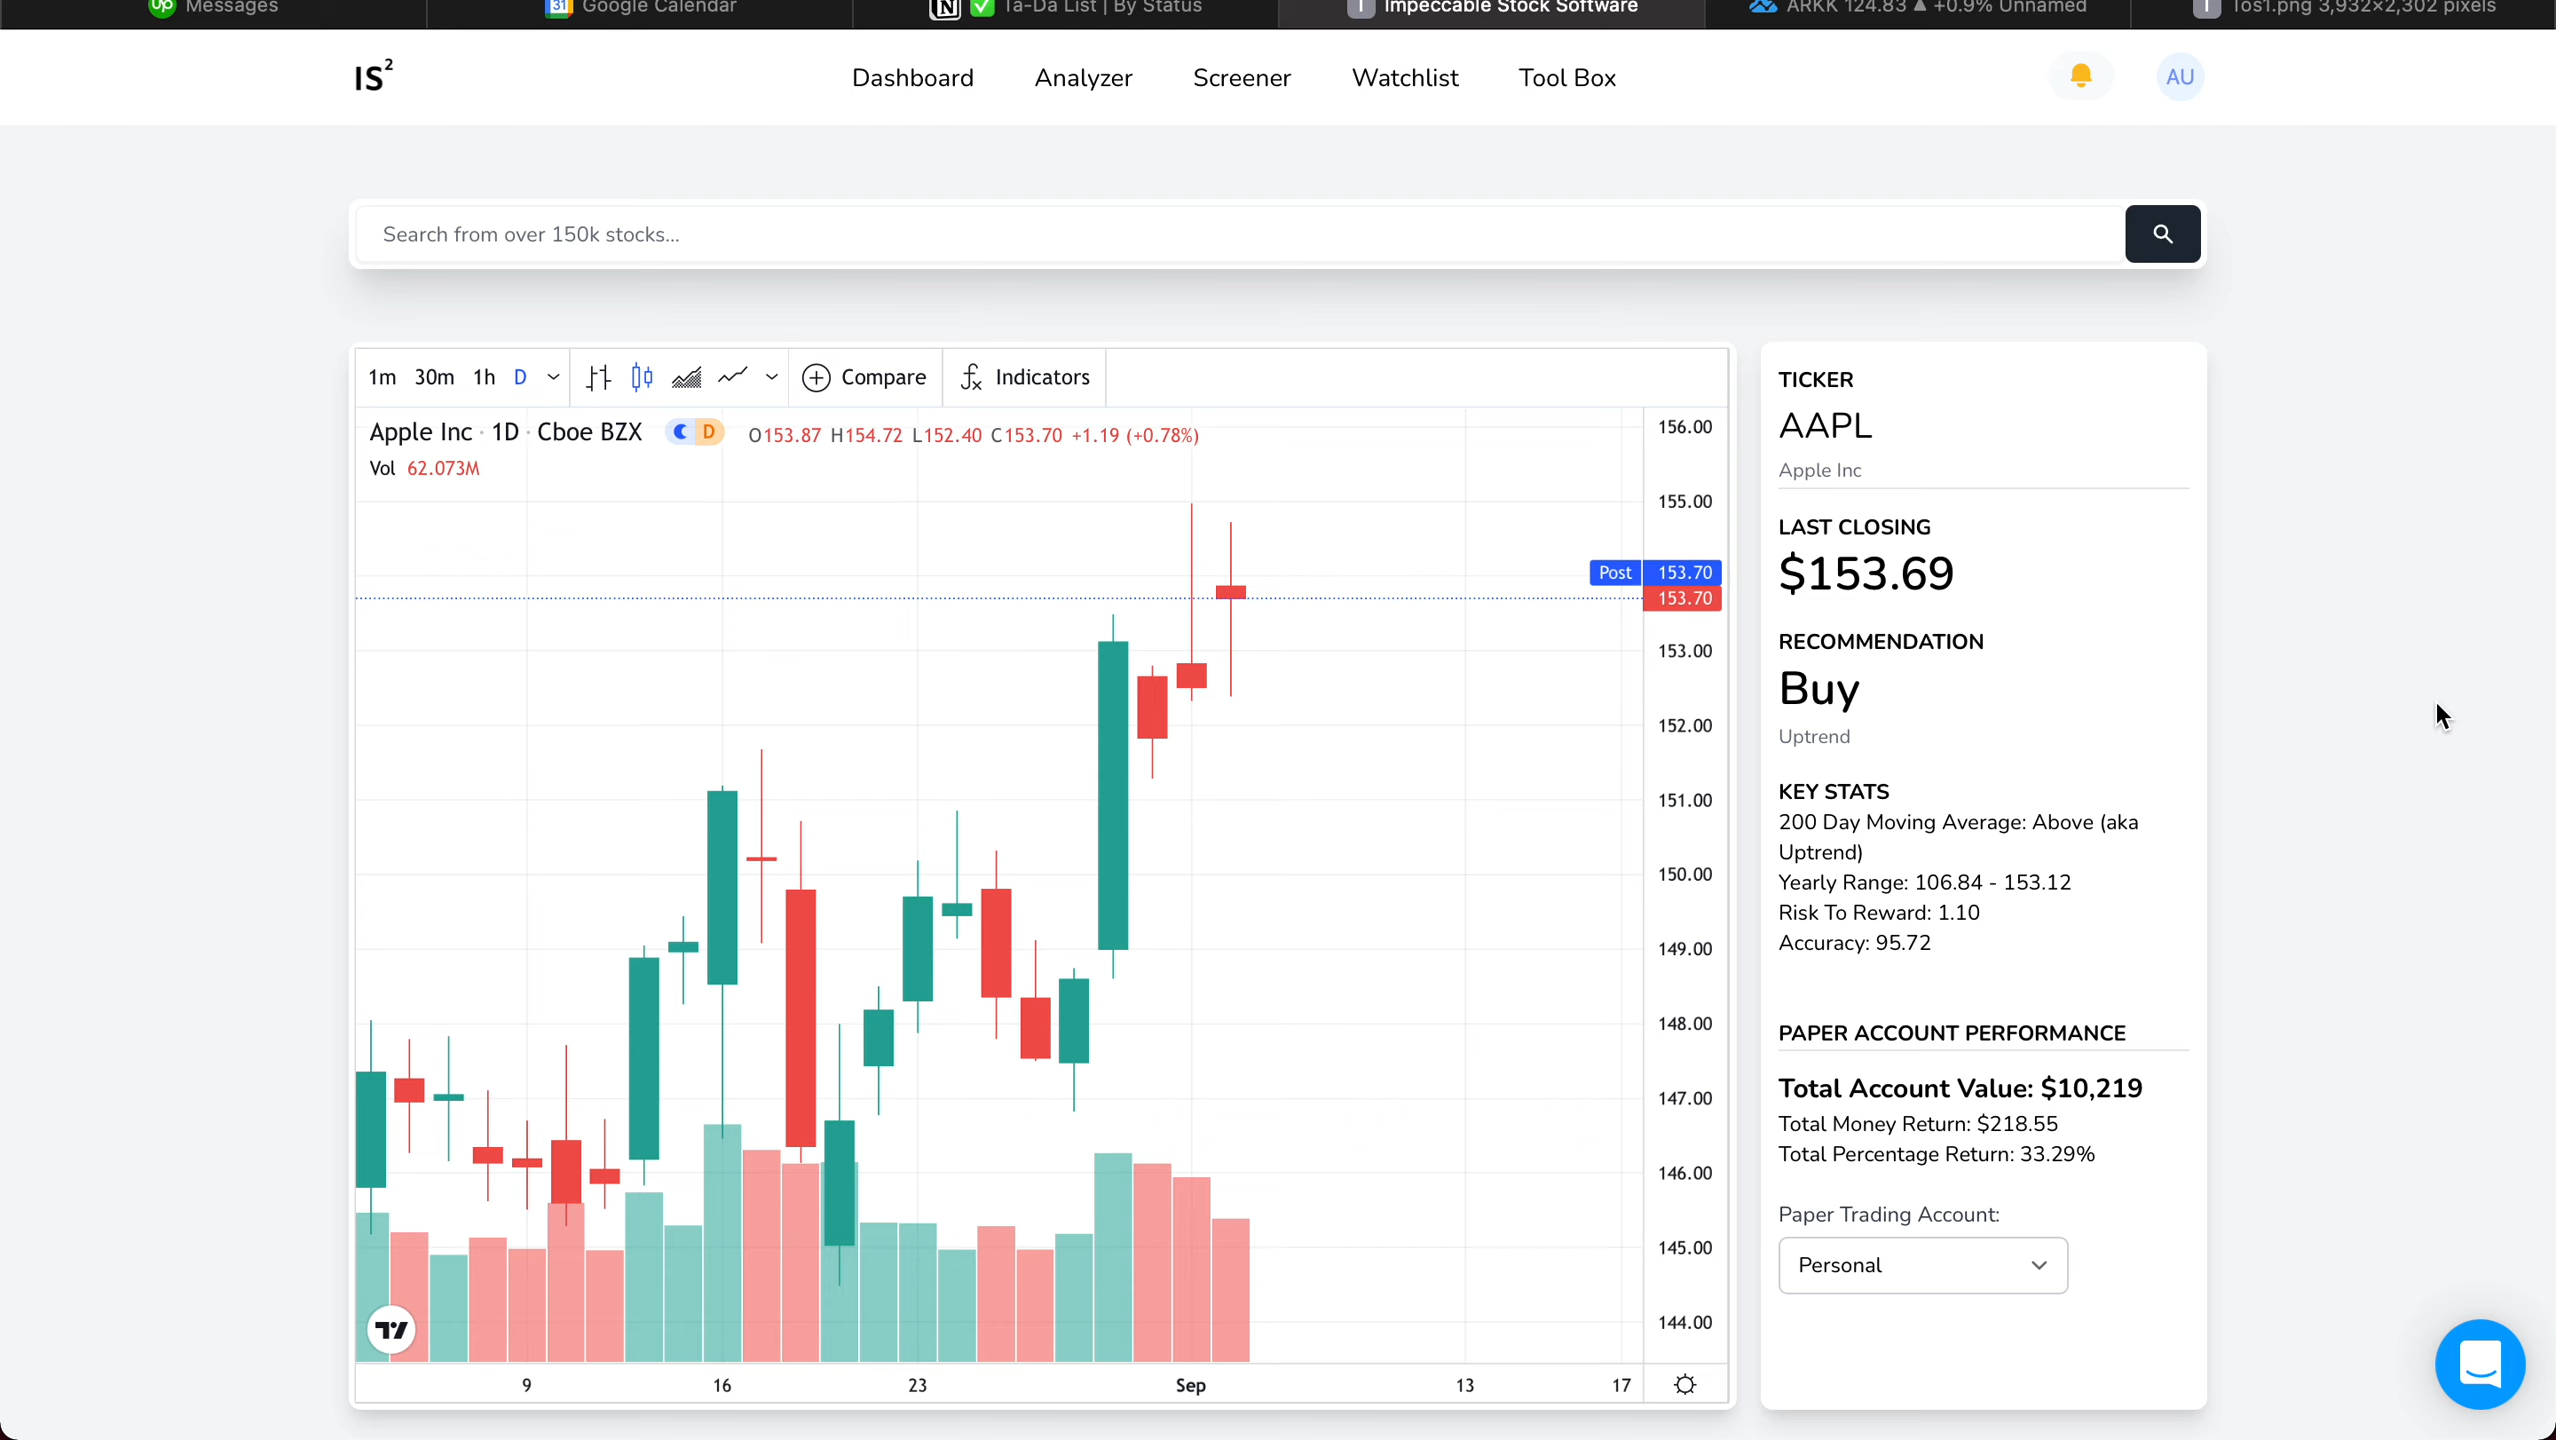 Messages
Google Calendar
Ta-Da List | By Status
Impeccable Stock Software
ARKK 124.83 ▲ +0.9% Unnamed
Tos1.png 3,932×2,302 pixels
IS²
Dashboard
Analyzer
Screener
Watchlist
Tool Box
AU
Search from over 150k stocks...
1m 30m 1h D
Compare
Indicators
Apple Inc · 1D · Cboe BZX D O153.87 H154.72 L152.40 C153.70 +1.19 (+0.78%)
Vol 62.073M
156.00
155.00
Post 153.70
153.70
153.00
152.00
151.00
150.00
149.00
148.00
147.00
146.00
145.00
144.00
9 16 23 Sep 13 17
TICKER
AAPL
Apple Inc
LAST CLOSING
$153.69
RECOMMENDATION
Buy
Uptrend
KEY STATS
200 Day Moving Average: Above (aka
Uptrend)
Yearly Range: 106.84 - 153.12
Risk To Reward: 1.10
Accuracy: 95.72
PAPER ACCOUNT PERFORMANCE
Total Account Value: $10,219
Total Money Return: $218.55
Total Percentage Return: 33.29%
Paper Trading Account:
Personal